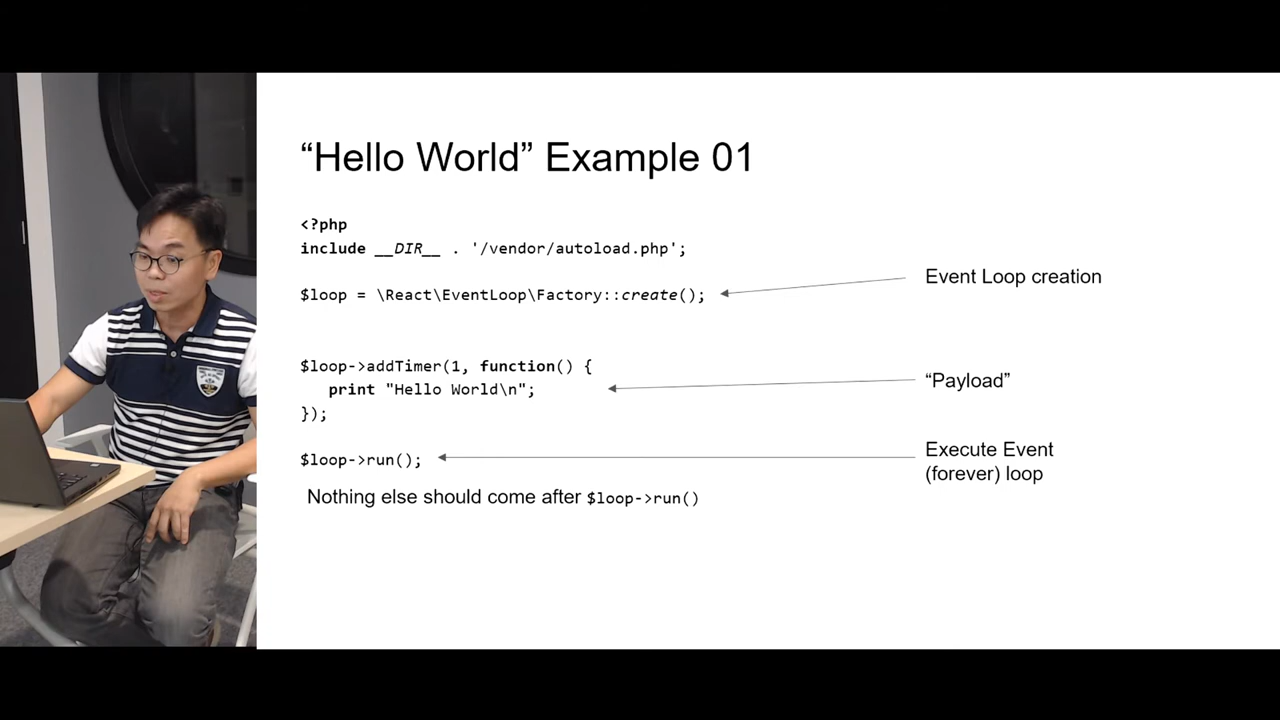 “Hello World” Example 01
<?php
include __DIR__ . '/vendor/autoload.php';
$loop = \React\EventLoop\Factory::create();
Event Loop creation
$loop->addTimer(1, function() {
print "Hello World\n";
});
“Payload”
$loop->run();
Execute Event
(forever) loop
Nothing else should come after $loop->run()